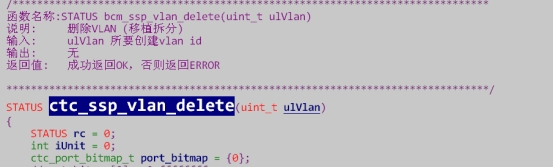 /*******************************************************************************
函数名称:STATUS bcm_ssp_vlan_delete(uint_t ulVlan)
说明: 删除VLAN (移植拆分)
输入: ulVlan 所要创建vlan id
输出: 无
返回值: 成功返回OK，否则返回ERROR
*******************************************************************************/
STATUS ctc_ssp_vlan_delete(uint_t ulVlan)
{
STATUS rc = 0;
int iUnit = 0;
ctc_port_bitmap_t port_bitmap = {0};